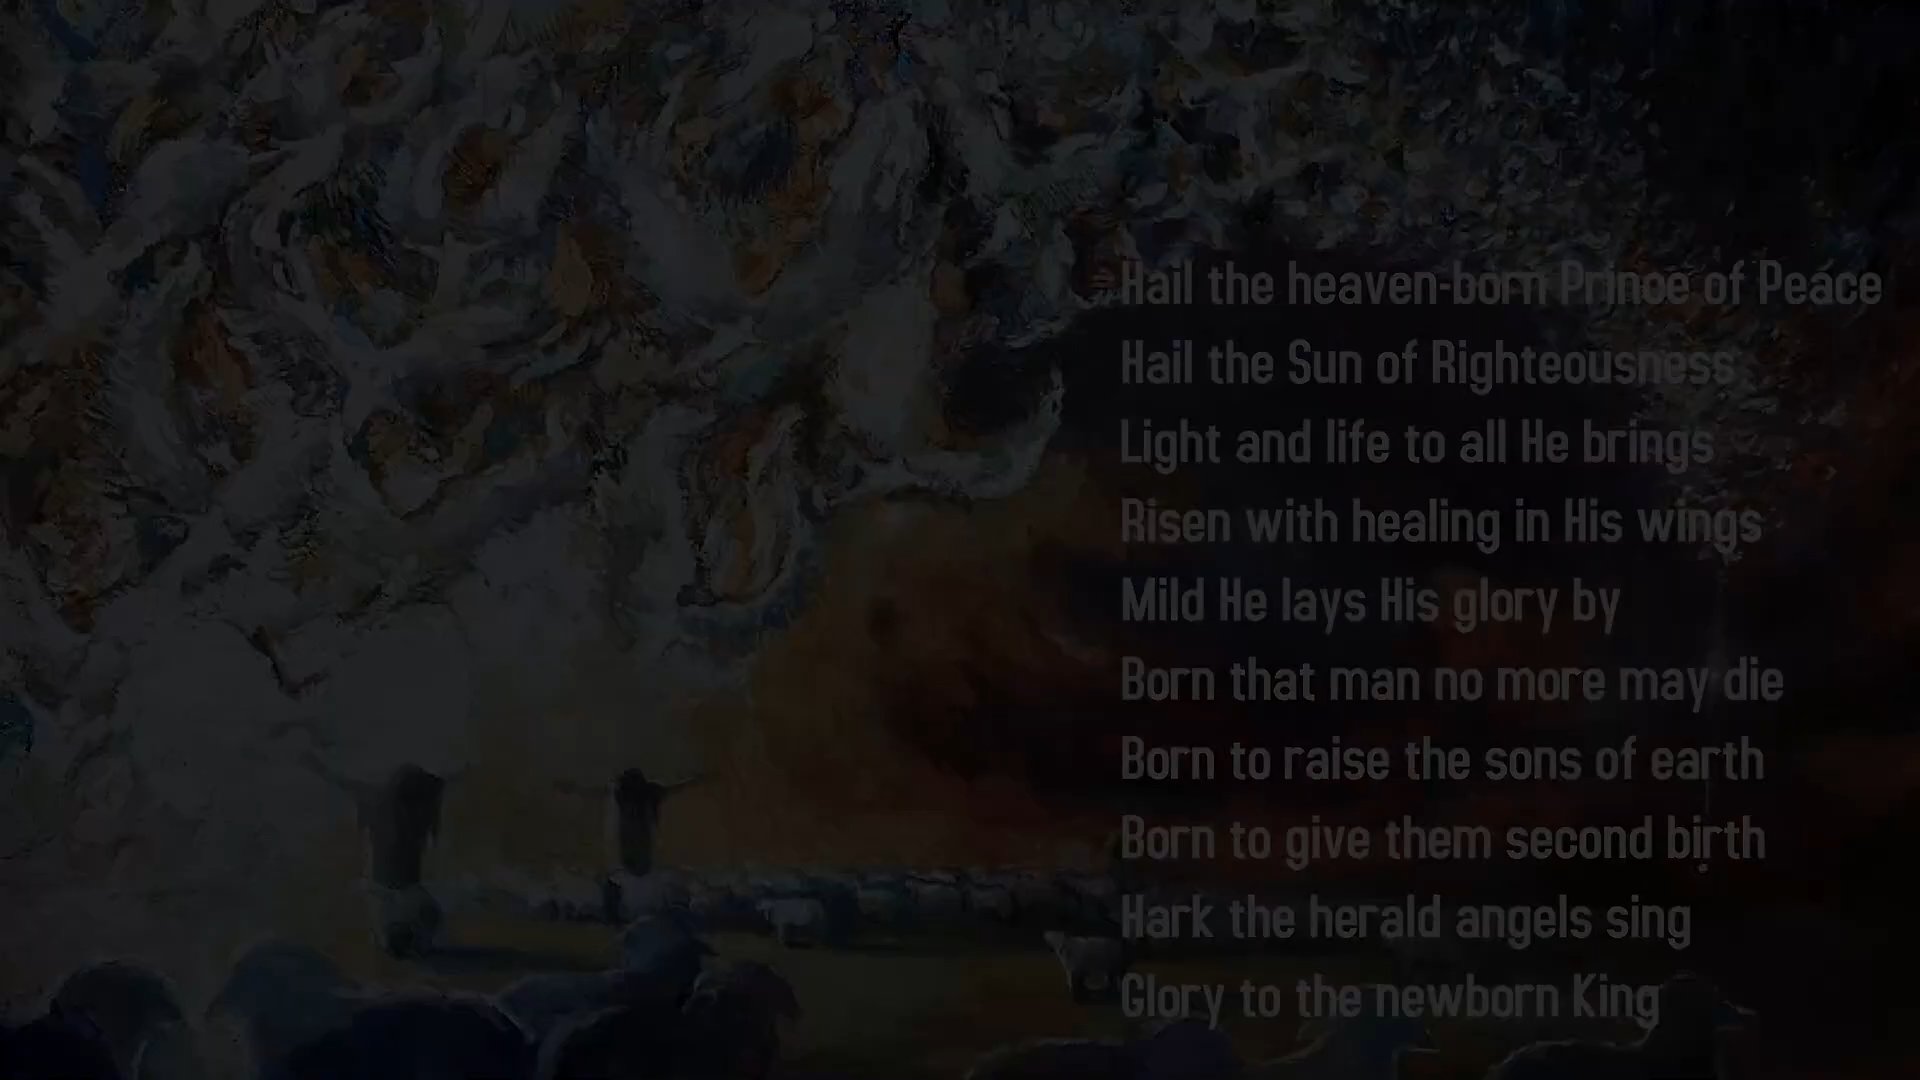 Hail the heaven-born Prince of Peace
Hail the Sun of Righteousness
Light and life to all He brings
Risen with healing in His wings
Mild He lays His glory by
Born that man no more may die
Born to raise the sons of earth
Born to give them second birth
Hark the herald angels sing
Glory to the newborn King